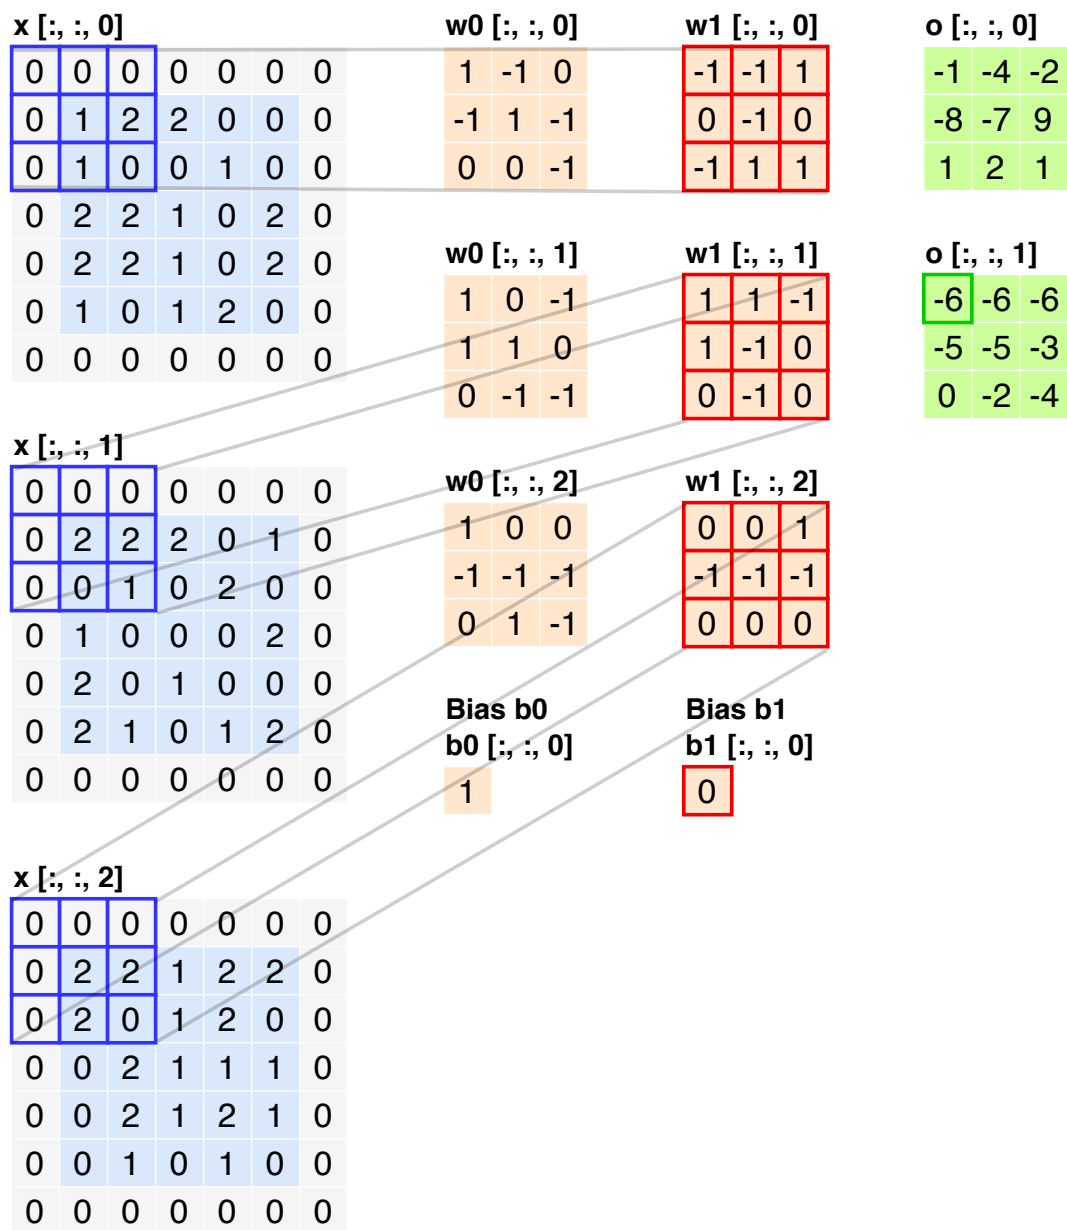 x [:, :, 0]
0 0 0 0 0 0 0
0 1 2 2 0 0 0
0 1 0 0 1 0 0
0 2 2 1 0 2 0
0 2 2 1 0 2 0
0 1 0 1 2 0 0
0 0 0 0 0 0 0
x [:, :, 1]
0 0 0 0 0 0 0
0 2 2 2 0 1 0
0 0 1 0 2 0 0
0 1 0 0 0 2 0
0 2 0 1 0 0 0
0 2 1 0 1 2 0
0 0 0 0 0 0 0
x [:, :, 2]
0 0 0 0 0 0 0
0 2 2 1 2 2 0
0 2 0 1 2 0 0
0 0 2 1 1 1 0
0 0 2 1 2 1 0
0 0 1 0 1 0 0
0 0 0 0 0 0 0
w0 [:, :, 0]
1 -1 0
-1 1 -1
0 0 -1
w0 [:, :, 1]
1 0 -1
1 1 0
0 -1 -1
w0 [:, :, 2]
1 0 0
-1 -1 -1
0 1 -1
Bias b0
b0 [:, :, 0]
1
w1 [:, :, 0]
-1 -1 1
0 -1 0
-1 1 1
w1 [:, :, 1]
1 1 -1
1 -1 0
0 -1 0
w1 [:, :, 2]
0 0 1
-1 -1 -1
0 0 0
Bias b1
b1 [:, :, 0]
0
o [:, :, 0]
-1 -4 -2
-8 -7 9
1 2 1
o [:, :, 1]
-6 -6 -6
-5 -5 -3
0 -2 -4